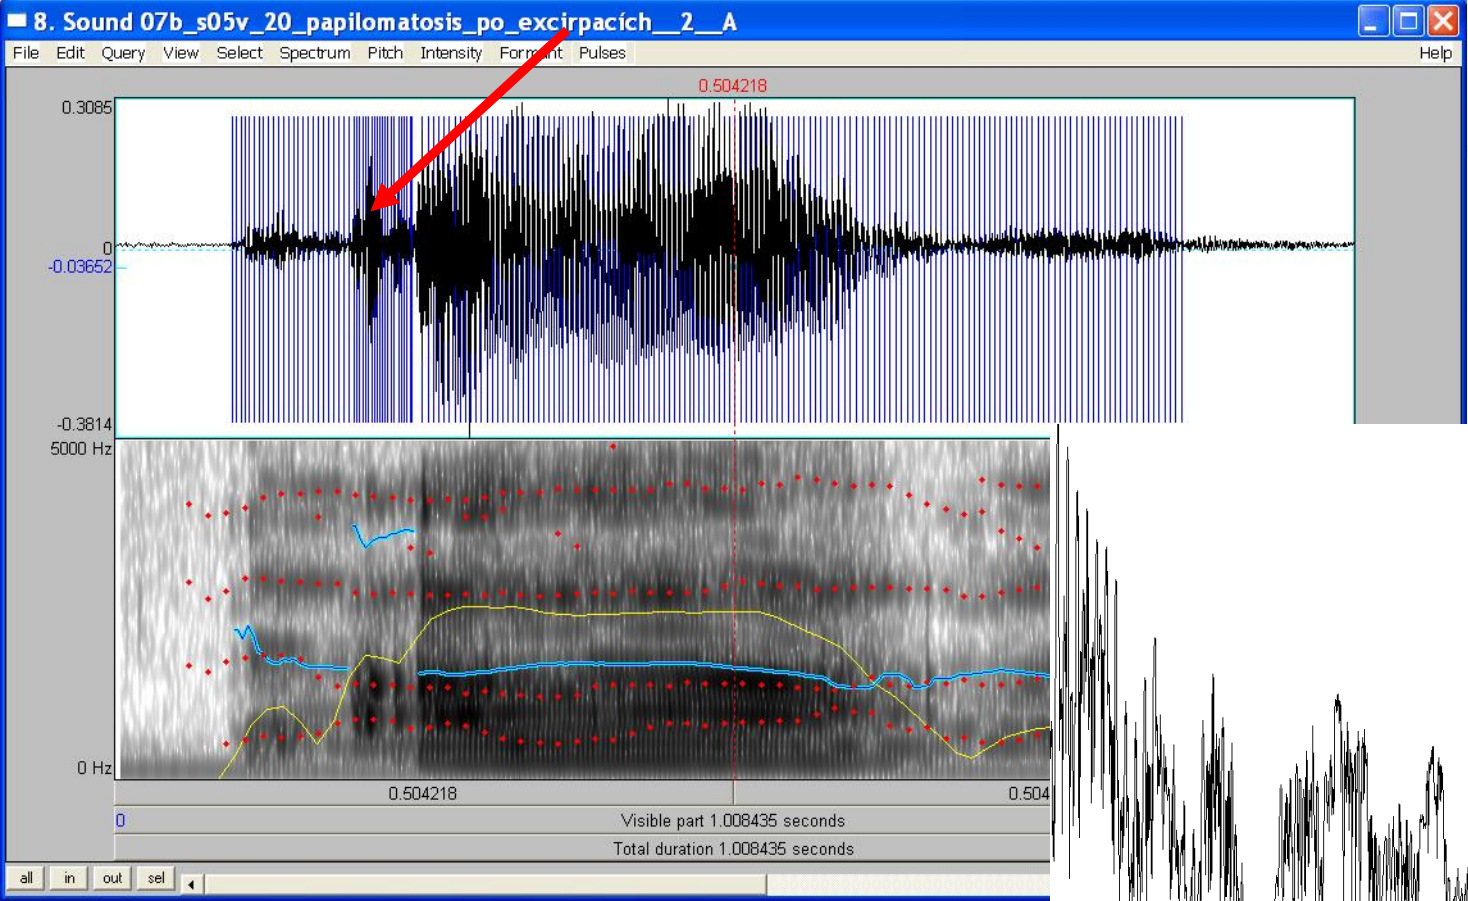 8. Sound 07b_s05v_20_papilomatosis_po_excirpacích__2__A
File Edit Query View Select Spectrum Pitch Intensity Formant Pulses Help
0.504218
0.3085
0
-0.03652
-0.3814
5000 Hz
0 Hz
0.504218 0.504
0 Visible part 1.008435 seconds
Total duration 1.008435 seconds
all in out sel